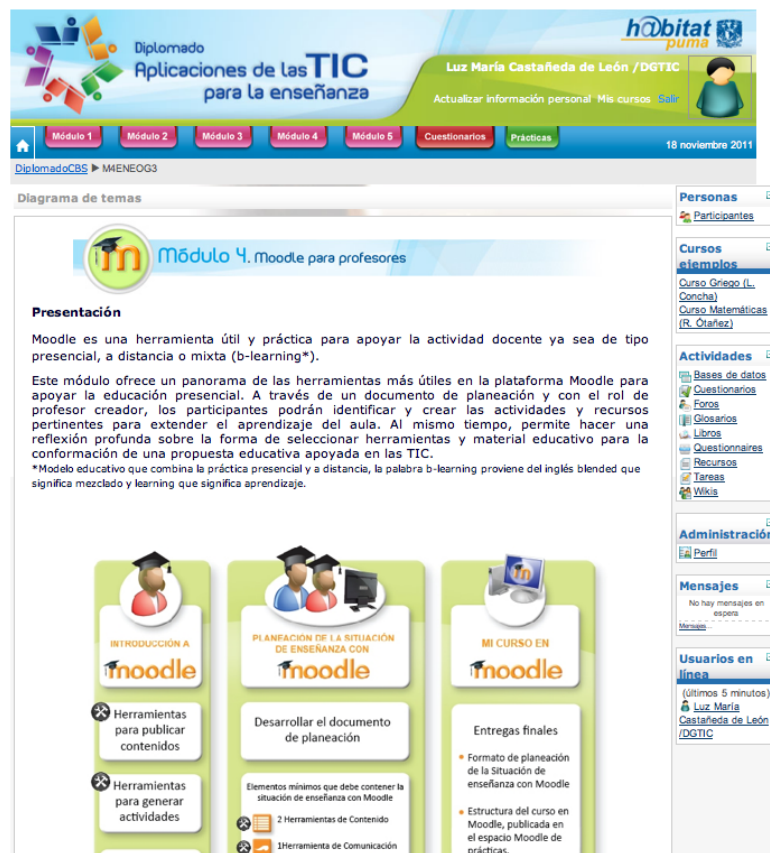 Diplomado
Aplicaciones de las TIC
para la enseñanza
h@bitat
puma
Luz María Castañeda de León /DGTIC
Actualizar información personal Mis cursos Salir
Módulo 1
Módulo 2
Módulo 3
Módulo 4
Módulo 5
Cuestionarios
Prácticas
18 noviembre 2011
DiplomadoCBS ► M4ENEOG3
Diagrama de temas
Módulo 4. Moodle para profesores
Presentación
Moodle es una herramienta útil y práctica para apoyar la actividad docente ya sea de tipo
presencial, a distancia o mixta (b-learning*).
Este módulo ofrece un panorama de las herramientas más útiles en la plataforma Moodle para
apoyar la educación presencial. A través de un documento de planeación y con el rol de
profesor creador, los participantes podrán identificar y crear las actividades y recursos
pertinentes para extender el aprendizaje del aula. Al mismo tiempo, permite hacer una
reflexión profunda sobre la forma de seleccionar herramientas y material educativo para la
conformación de una propuesta educativa apoyada en las TIC.
*Modelo educativo que combina la práctica presencial y a distancia, la palabra b-learning proviene del inglés blended que
significa mezclado y learning que significa aprendizaje.
INTRODUCCIÓN A
moodle
Herramientas
para publicar
contenidos
Herramientas
para generar
actividades
PLANEACIÓN DE LA SITUACIÓN
DE ENSEÑANZA CON
moodle
Desarrollar el documento
de planeación
Elementos mínimos que debe contener la
situación de enseñanza con Moodle
2 Herramientas de Contenido
1Herramienta de Comunicación
MI CURSO EN
moodle
Entregas finales
• Formato de planeación
de la Situación de
enseñanza con Moodle
• Estructura del curso en
Moodle, publicada en
el espacio Moodle de
prácticas.
Personas
Participantes
Cursos
ejemplos
Curso Griego (L.
Concha)
Curso Matemáticas
(R. Ótañez)
Actividades
Bases de datos
Cuestionarios
Foros
Glosarios
Libros
Questionnaires
Recursos
Tareas
Wikis
Administración
Perfil
Mensajes
No hay mensajes en
espera
Mensajes...
Usuarios en
línea
(últimos 5 minutos)
Luz María
Castañeda de León
/DGTIC